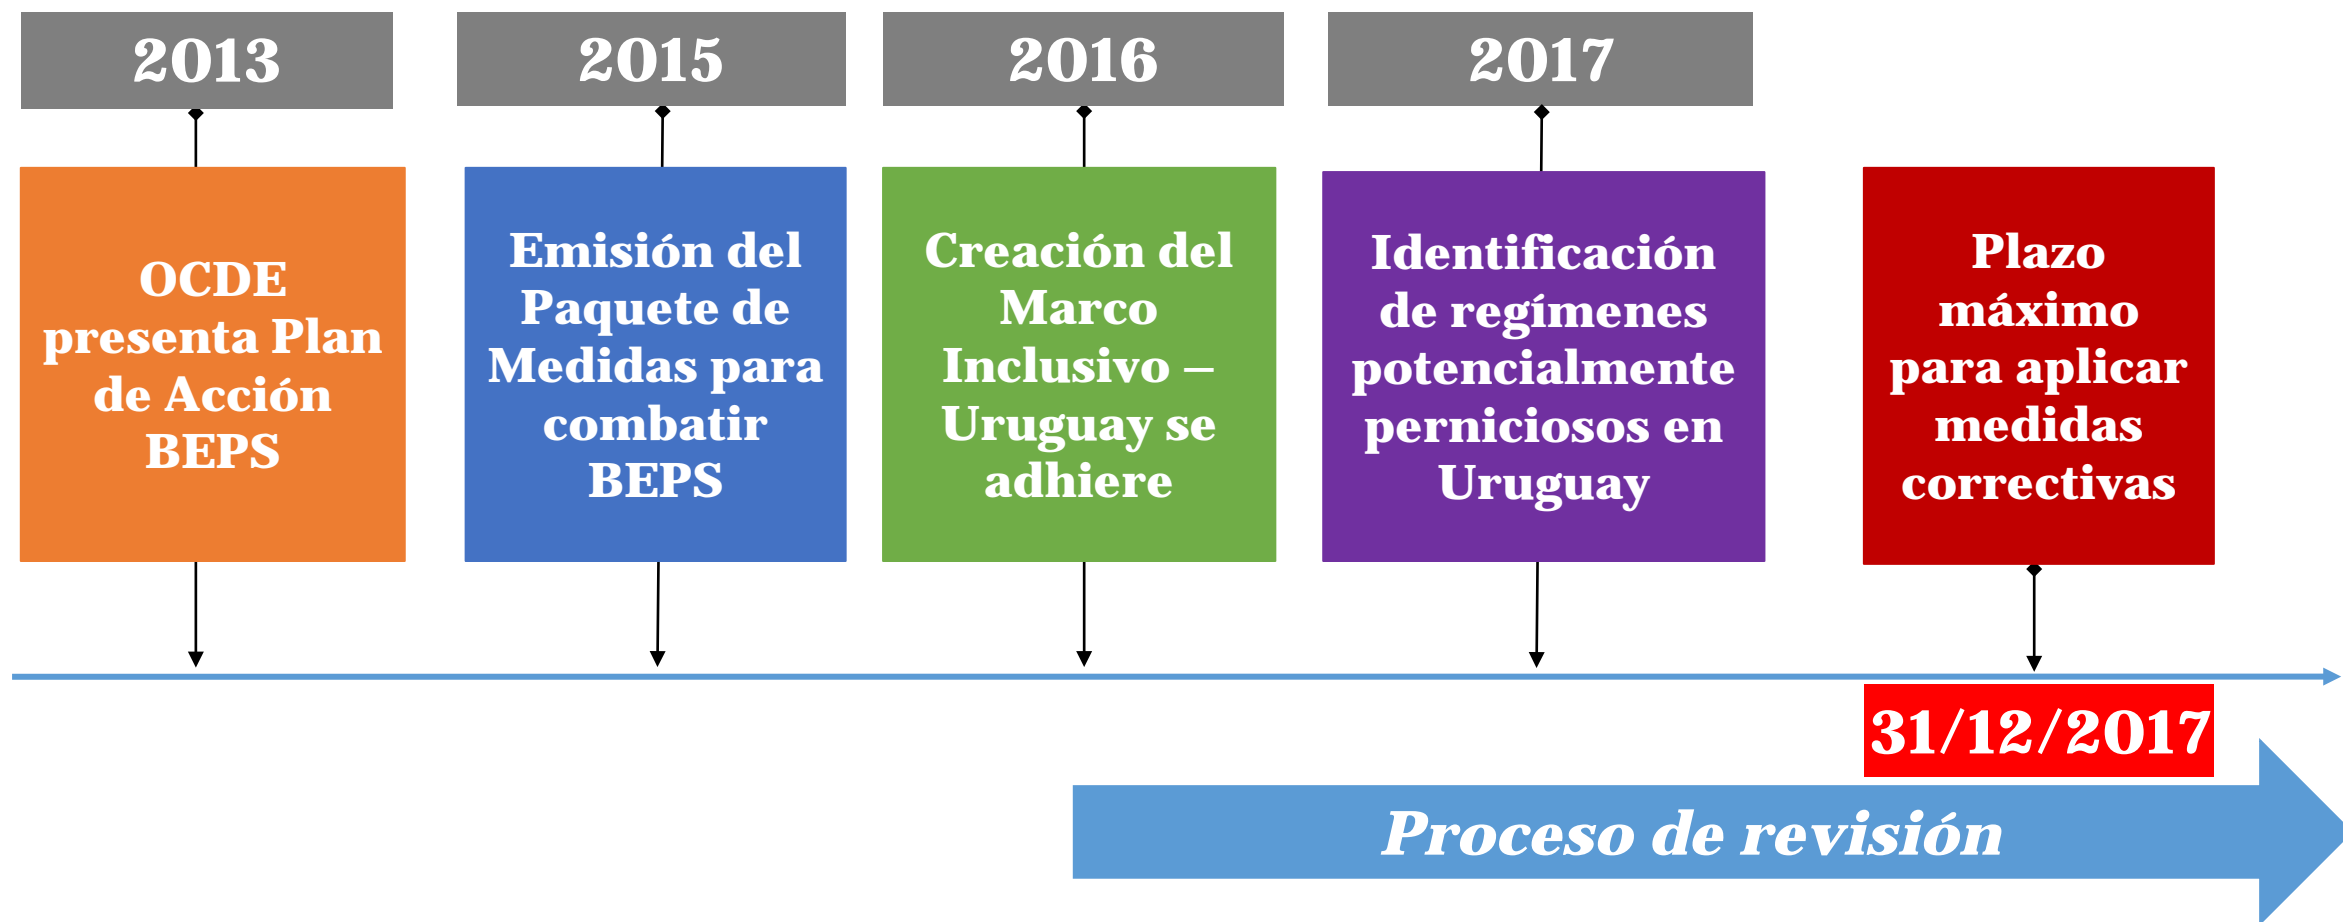 2013
2015
2016
2017
OCDE
presenta Plan
de Acción
BEPS
Emisión del
Paquete de
Medidas para
combatir
BEPS
Creación del
Marco
Inclusivo –
Uruguay se
adhiere
Identificación
de regímenes
potencialmente
perniciosos en
Uruguay
Plazo
máximo
para aplicar
medidas
correctivas
31/12/2017
Proceso de revisión